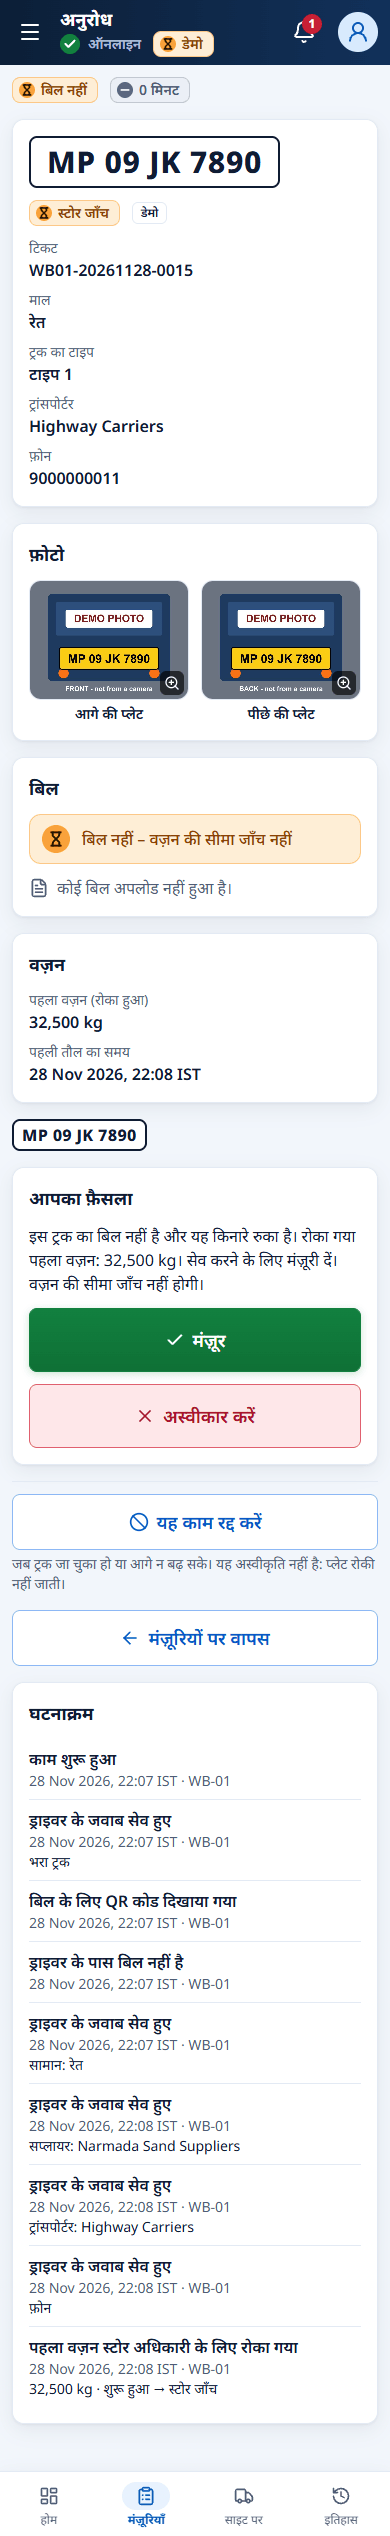 अनुरोध
ऑनलाइन
डेमो
1
बिल नहीं
0 मिनट
MP 09 JK 7890
स्टोर जाँच
डेमो
टिकट
WB01-20261128-0015
माल
रेत
ट्रक का टाइप
टाइप 1
ट्रांसपोर्टर
Highway Carriers
फ़ोन
9000000011
फ़ोटो
DEMO PHOTO
MP 09 JK 7890
FRONT - not from a camera
DEMO PHOTO
MP 09 JK 7890
BACK - not from a camera
आगे की प्लेट
पीछे की प्लेट
बिल
बिल नहीं – वज़न की सीमा जाँच नहीं
कोई बिल अपलोड नहीं हुआ है।
वज़न
पहला वज़न (रोका हुआ)
32,500 kg
पहली तौल का समय
28 Nov 2026, 22:08 IST
MP 09 JK 7890
आपका फ़ैसला
इस ट्रक का बिल नहीं है और यह किनारे रुका है। रोका गया
पहला वज़न: 32,500 kg। सेव करने के लिए मंज़ूरी दें।
वज़न की सीमा जाँच नहीं होगी।
मंज़ूर
अस्वीकार करें
यह काम रद्द करें
जब ट्रक जा चुका हो या आगे न बढ़ सके। यह अस्वीकृति नहीं है: प्लेट रोकी
नहीं जाती।
मंज़ूरियों पर वापस
घटनाक्रम
काम शुरू हुआ
28 Nov 2026, 22:07 IST · WB-01
ड्राइवर के जवाब सेव हुए
28 Nov 2026, 22:07 IST · WB-01
भरा ट्रक
बिल के लिए QR कोड दिखाया गया
28 Nov 2026, 22:07 IST · WB-01
ड्राइवर के पास बिल नहीं है
28 Nov 2026, 22:07 IST · WB-01
ड्राइवर के जवाब सेव हुए
28 Nov 2026, 22:07 IST · WB-01
सामान: रेत
ड्राइवर के जवाब सेव हुए
28 Nov 2026, 22:08 IST · WB-01
सप्लायर: Narmada Sand Suppliers
ड्राइवर के जवाब सेव हुए
28 Nov 2026, 22:08 IST · WB-01
ट्रांसपोर्टर: Highway Carriers
ड्राइवर के जवाब सेव हुए
28 Nov 2026, 22:08 IST · WB-01
फ़ोन
पहला वज़न स्टोर अधिकारी के लिए रोका गया
28 Nov 2026, 22:08 IST · WB-01
32,500 kg · शुरू हुआ → स्टोर जाँच
होम
मंज़ूरियाँ
साइट पर
इतिहास